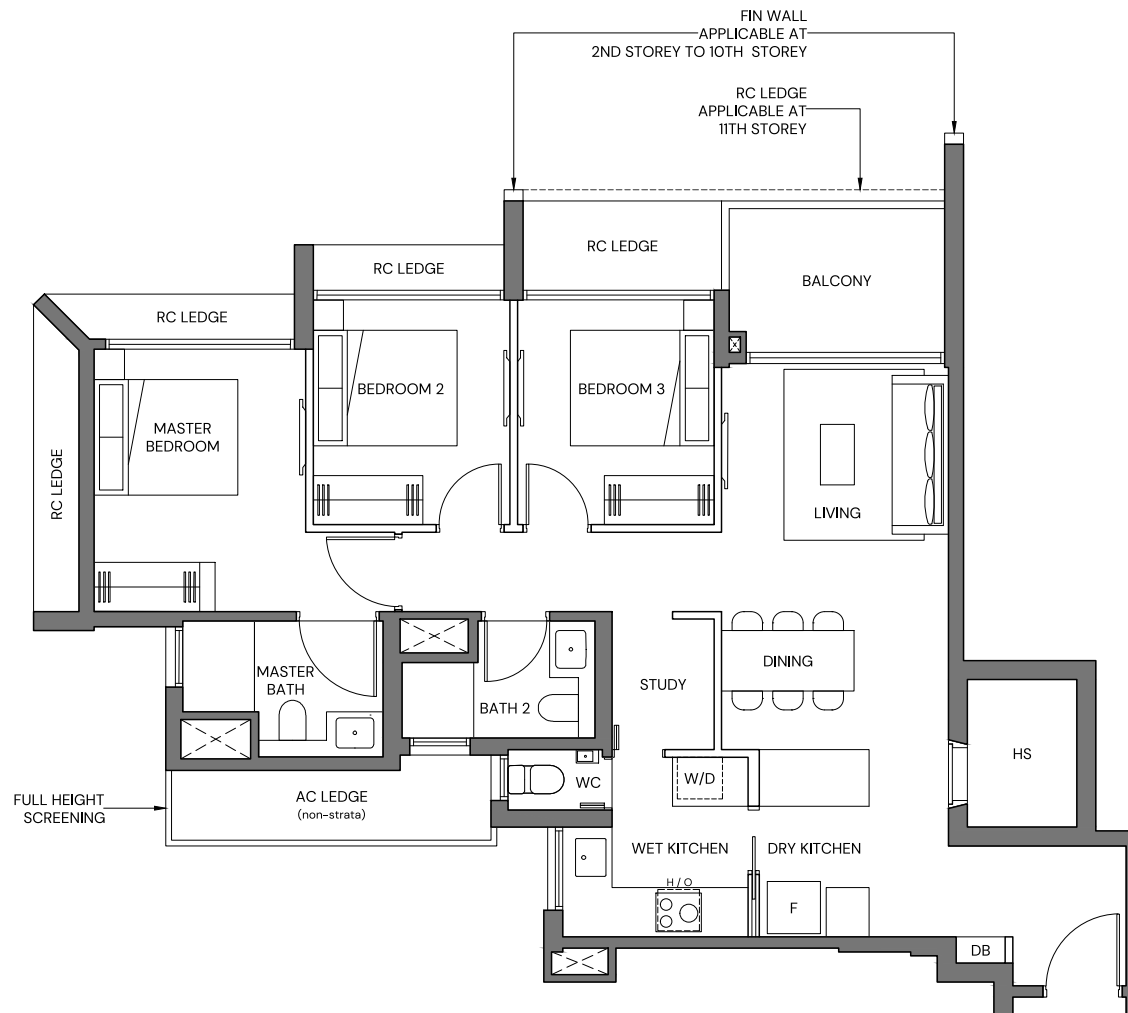 FIN WALL
APPLICABLE AT
2ND STOREY TO 10TH STOREY
RC LEDGE
APPLICABLE AT
11TH STOREY
RC LEDGE
RC LEDGE
BALCONY
RC LEDGE
BEDROOM 2
BEDROOM 3
MASTER
BEDROOM
RC LEDGE
LIVING
MASTER
BATH
STUDY
DINING
BATH 2
HS
WC
W/D
FULL HEIGHT
SCREENING
AC LEDGE
(non-strata)
WET KITCHEN
DRY KITCHEN
H/O
F
DB